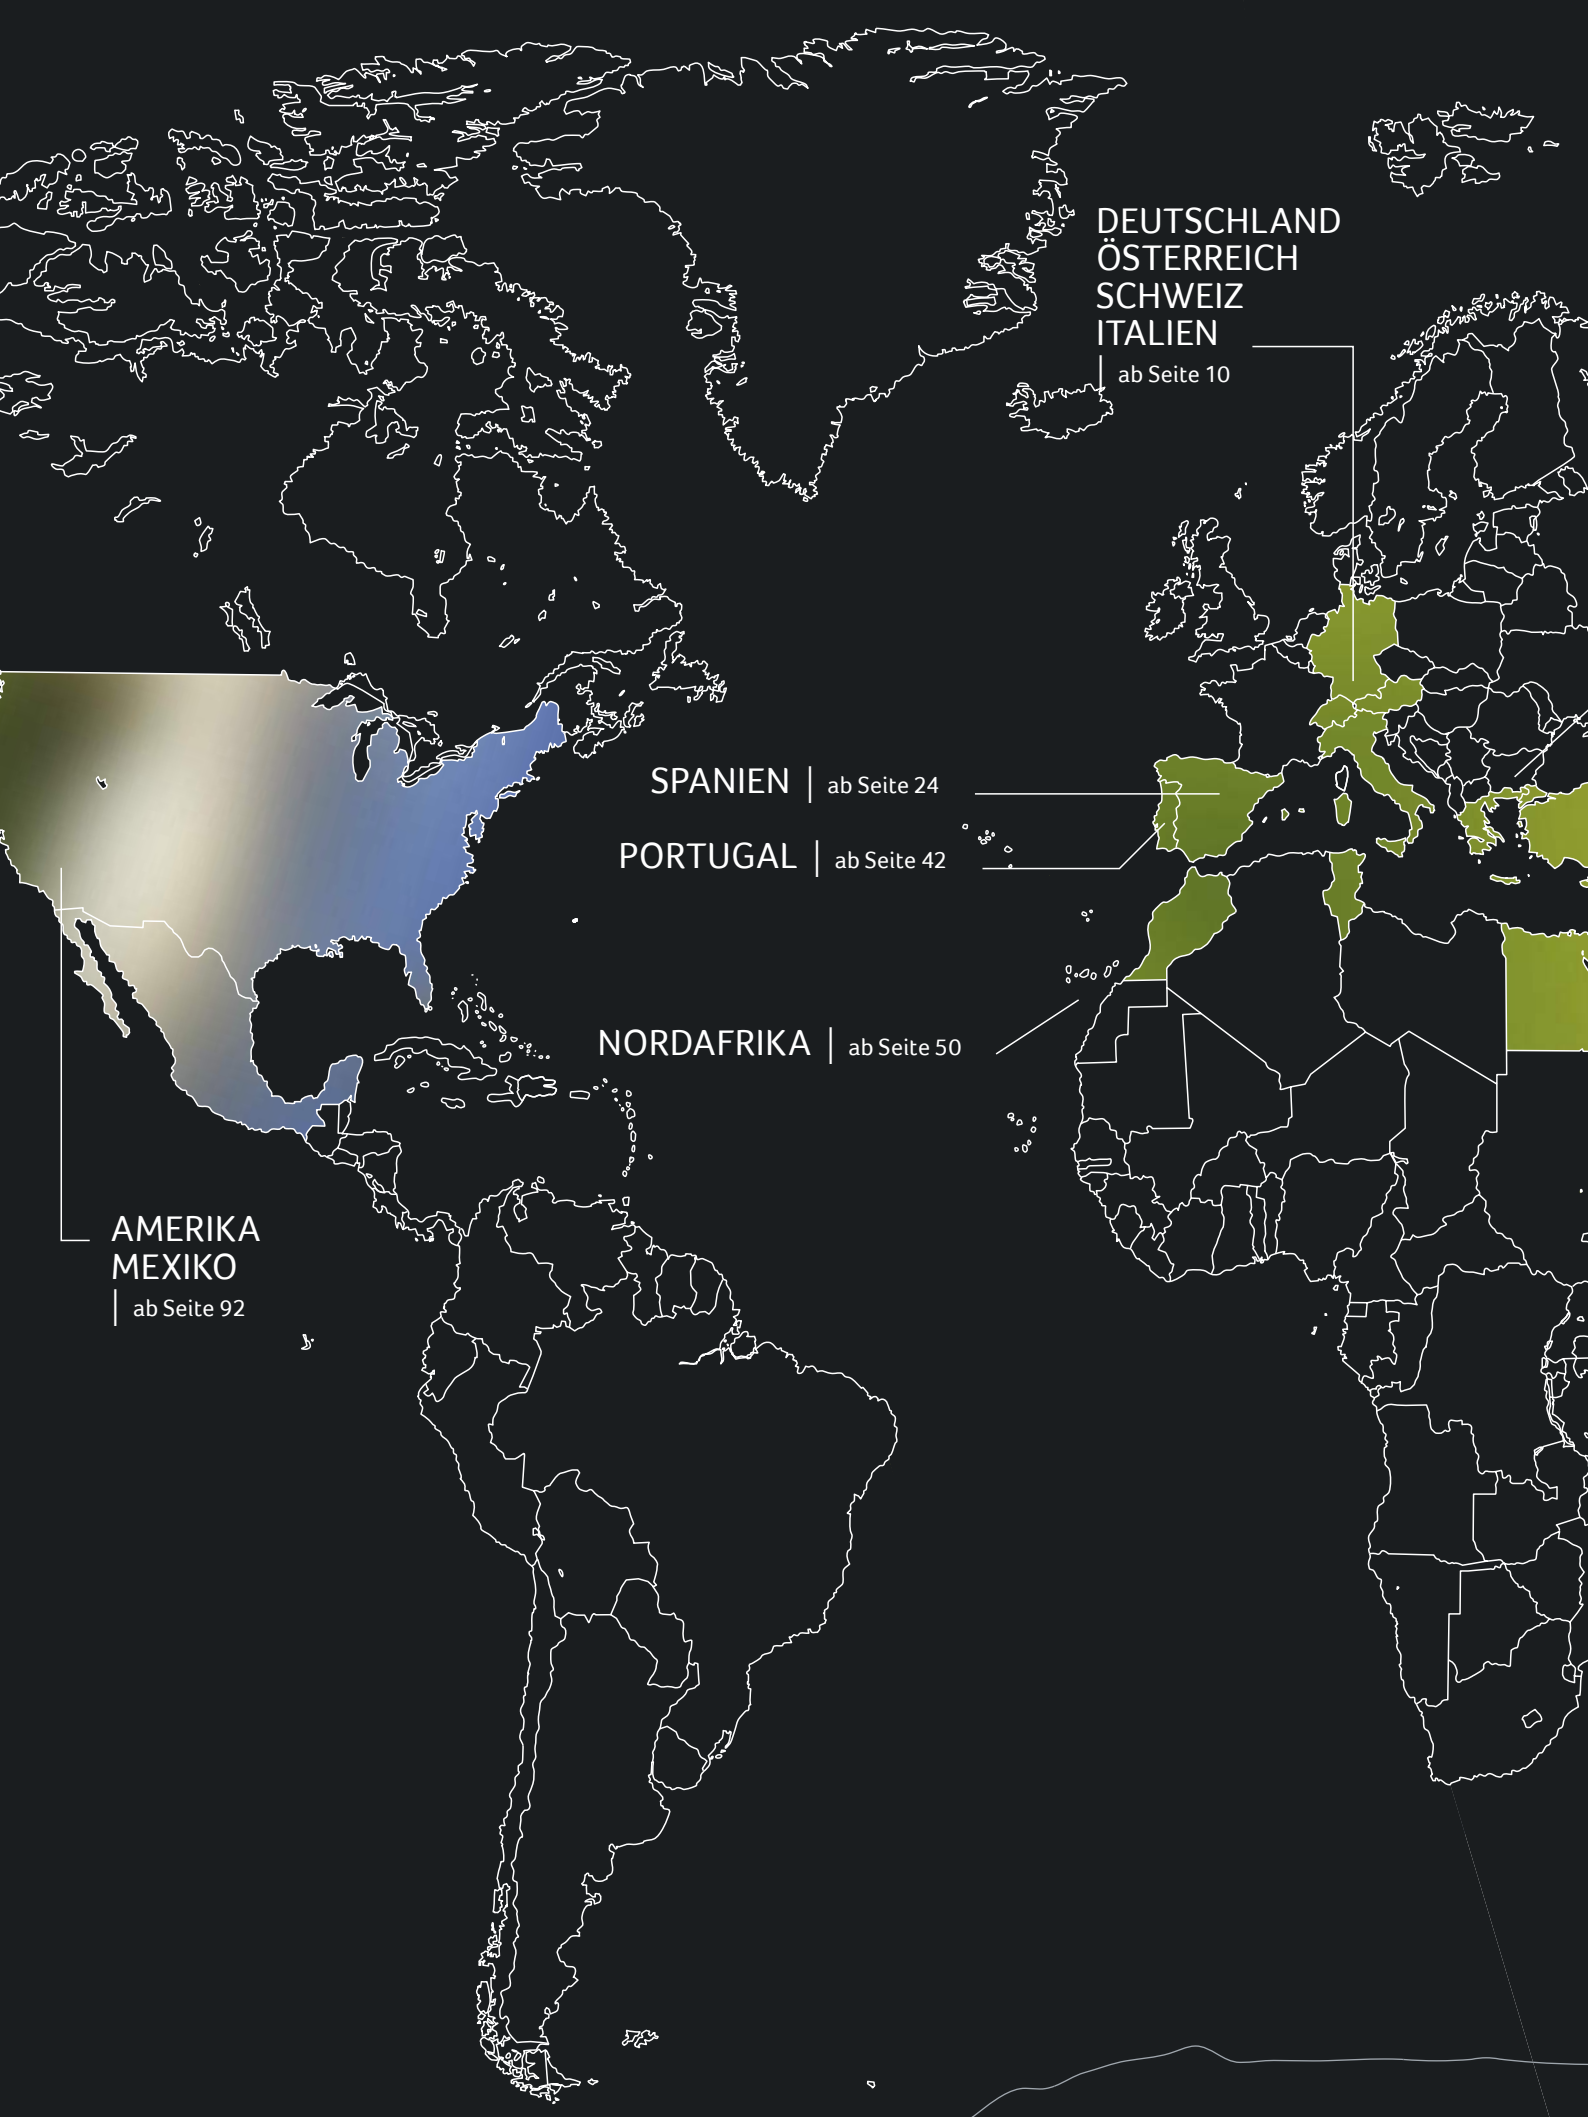 DEUTSCHLAND
ÖSTERREICH
SCHWEIZ
ITALIEN
ab Seite 10
SPANIEN | ab Seite 24
PORTUGAL | ab Seite 42
NORDAFRIKA | ab Seite 50
AMERIKA
MEXIKO
| ab Seite 92